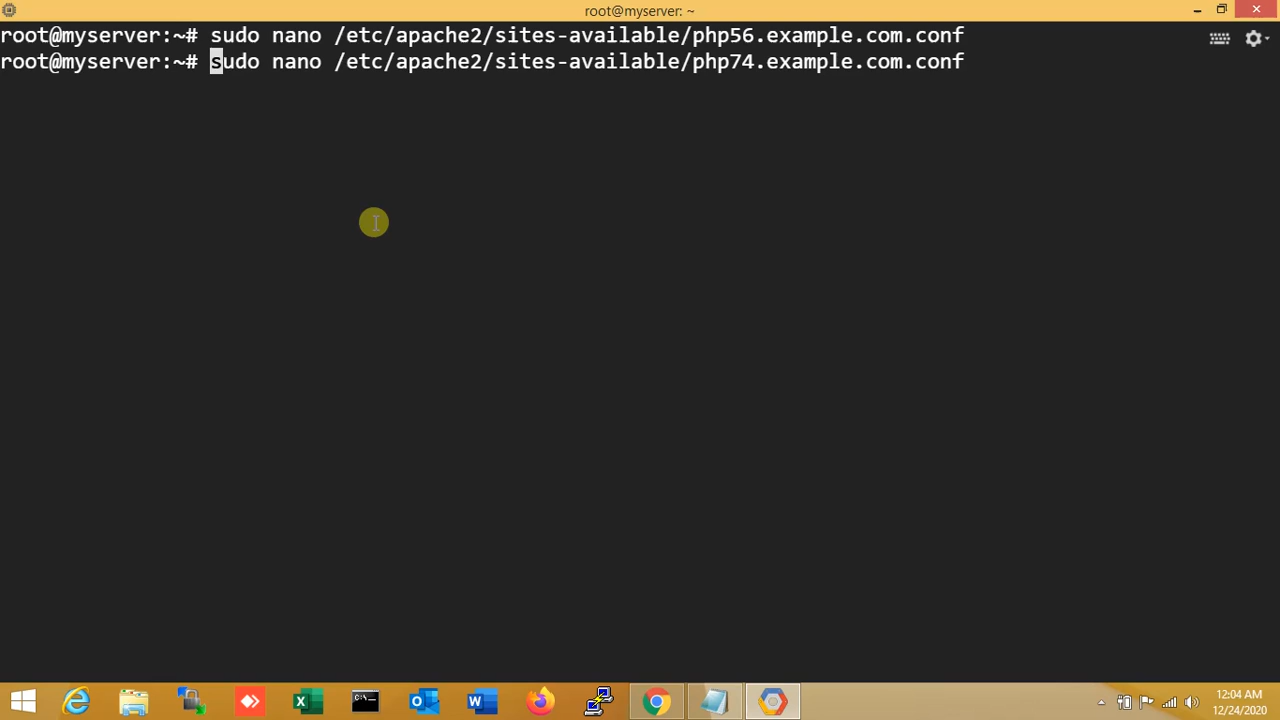 root@myserver: ~
root@myserver:~# sudo nano /etc/apache2/sites-available/php56.example.com.conf
root@myserver:~# sudo nano /etc/apache2/sites-available/php74.example.com.conf
12:04 AM
12/24/2020